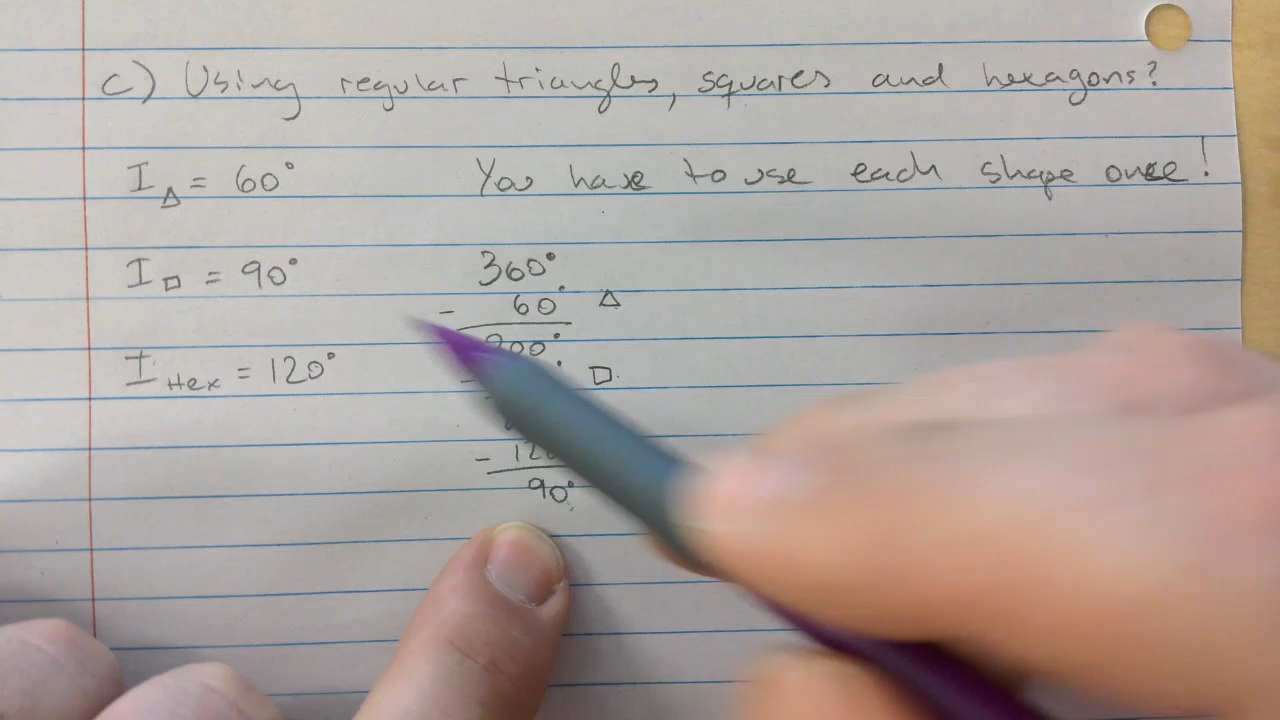 c) Using regular triangles, squares and hexagons?
I△ = 60° You have to use each shape once!
I□ = 90° 360°
- 60° △
IHex = 120° 300°
- □
- 120
90°